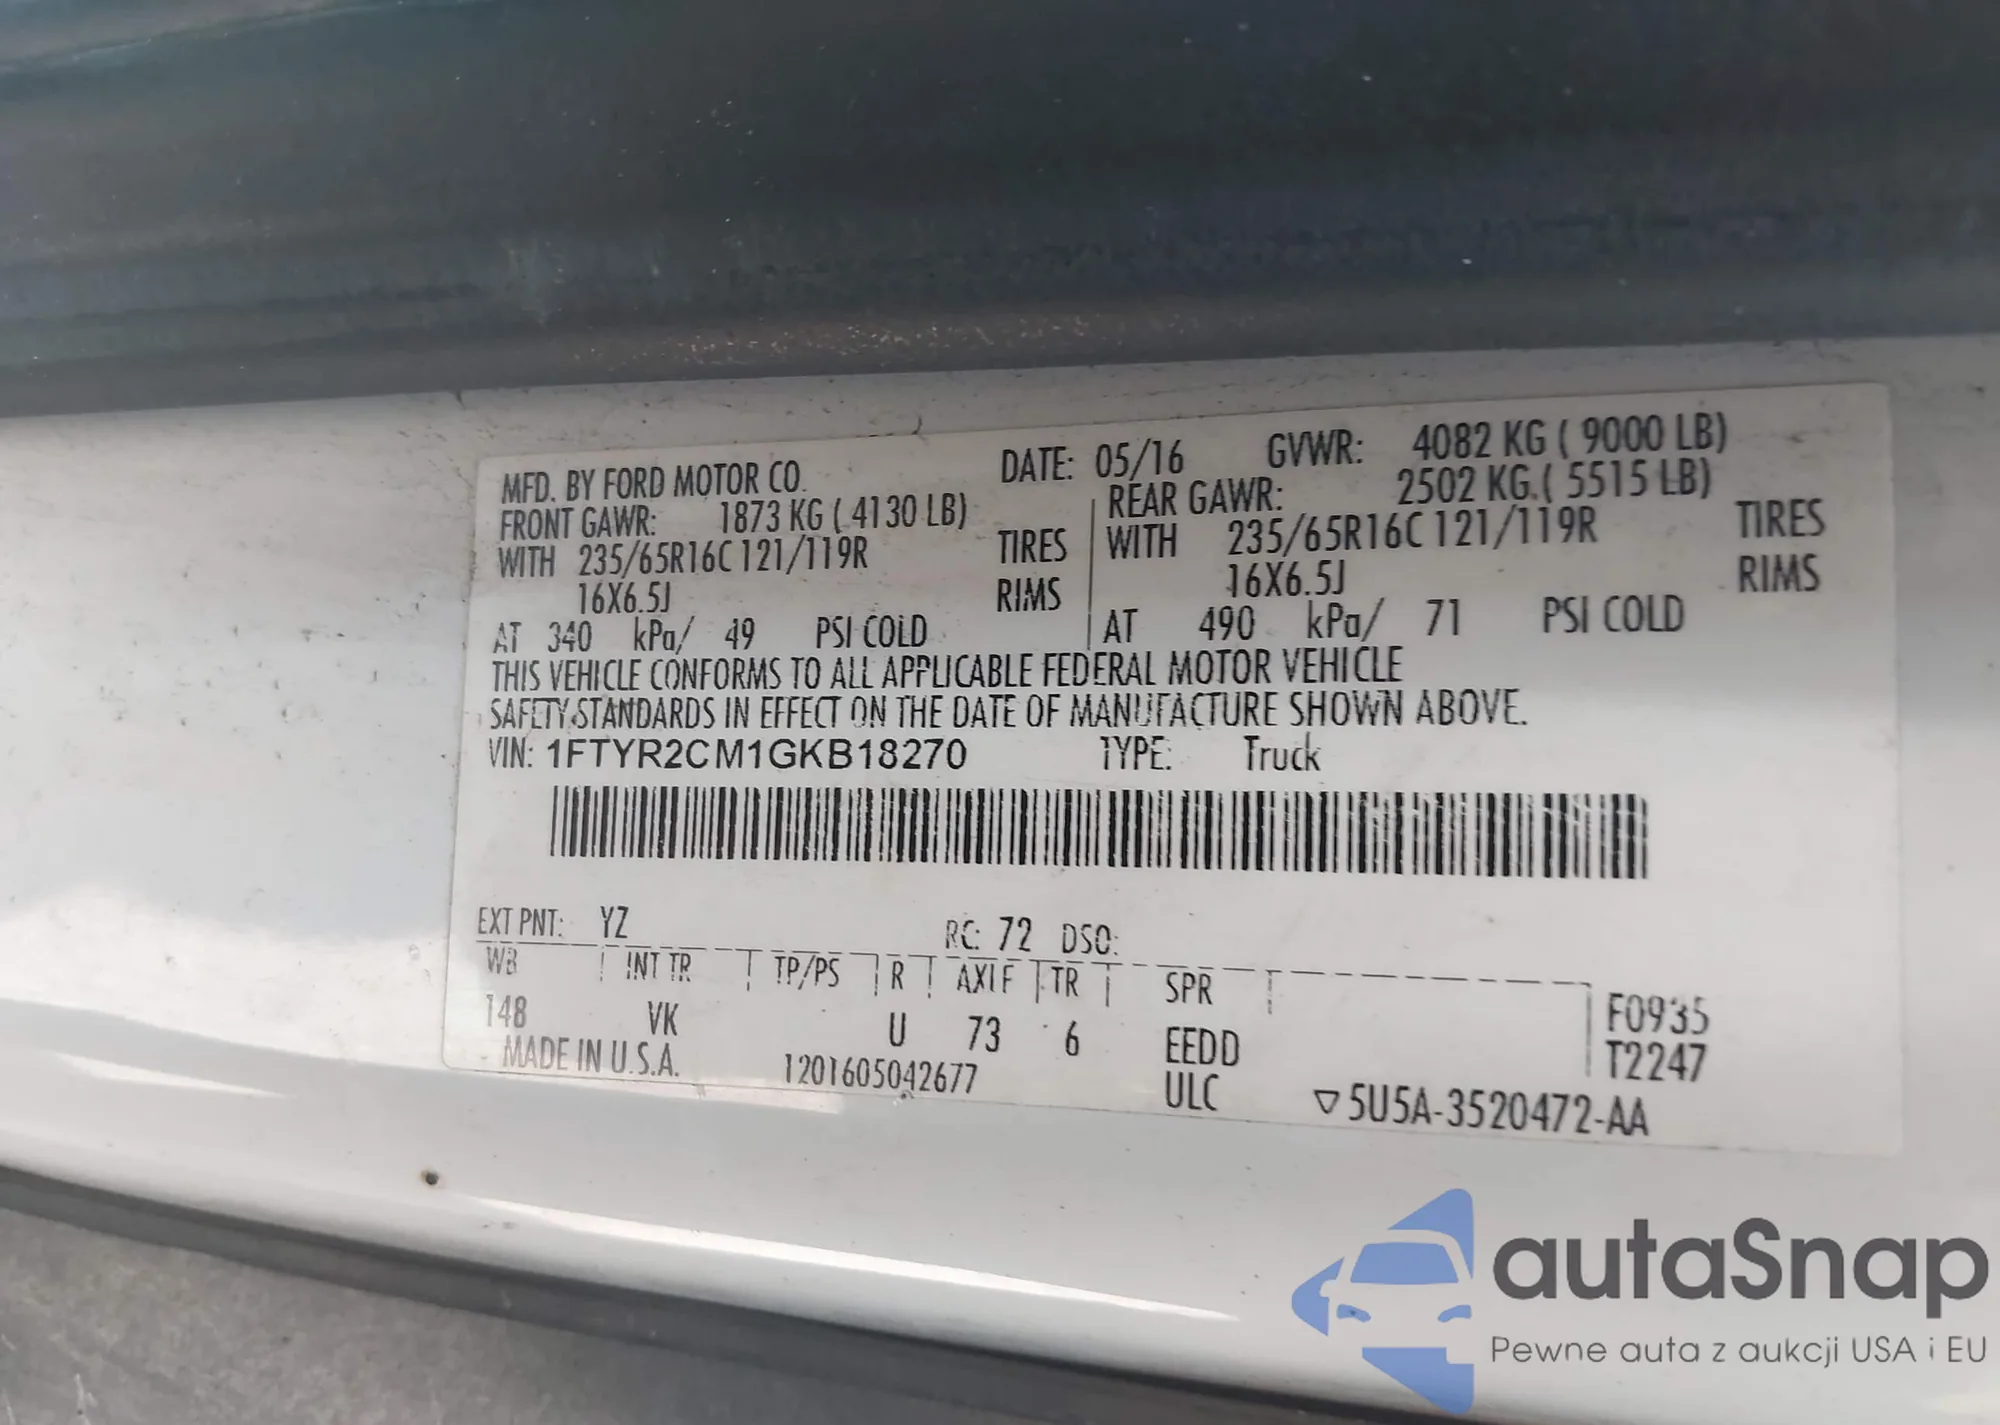 MFD. BY FORD MOTOR CO. DATE: 05/16 GVWR: 4082 KG ( 9000 LB)
FRONT GAWR: 1873 KG ( 4130 LB) REAR GAWR: 2502 KG ( 5515 LB)
WITH 235/65R16C 121/119R TIRES WITH 235/65R16C 121/119R TIRES
16X6.5J RIMS 16X6.5J RIMS
AT 340 kPa/ 49 PSI COLD AT 490 kPa/ 71 PSI COLD
THIS VEHICLE CONFORMS TO ALL APPLICABLE FEDERAL MOTOR VEHICLE
SAFETY STANDARDS IN EFFECT ON THE DATE OF MANUFACTURE SHOWN ABOVE.
VIN: 1FTYR2CM1GKB18270 TYPE: Truck
EXT PNT: YZ RC: 72 DSO:
WB INT TR TP/PS R AXLE TR SPR
148 VK U 73 6 EEDD F0935
ULC T2247
MADE IN U.S.A. 1201605042677 ▽5U5A-3520472-AA
autaSnap
Pewne auta z aukcji USA i EU